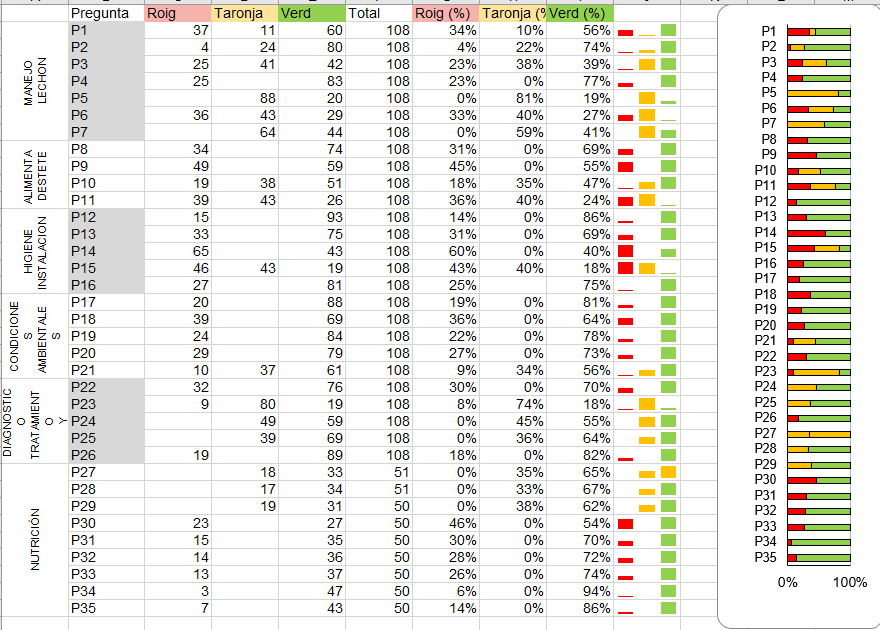 Pregunta Roig Taronja Verd Total Roig (%) Taronja (% Verd (%)
MANEJO LECHON
P1 37 11 60 108 34% 10% 56%
P2 4 24 80 108 4% 22% 74%
P3 25 41 42 108 23% 38% 39%
P4 25 83 108 23% 0% 77%
P5 88 20 108 0% 81% 19%
P6 36 43 29 108 33% 40% 27%
P7 64 44 108 0% 59% 41%
ALIMENTA DESTETE
P8 34 74 108 31% 0% 69%
P9 49 59 108 45% 0% 55%
P10 19 38 51 108 18% 35% 47%
P11 39 43 26 108 36% 40% 24%
HIGIENE INSTALACION
P12 15 93 108 14% 0% 86%
P13 33 75 108 31% 0% 69%
P14 65 43 108 60% 0% 40%
P15 46 43 19 108 43% 40% 18%
P16 27 81 108 25% 75%
CONDICIONE S AMBIENTALE S
P17 20 88 108 19% 0% 81%
P18 39 69 108 36% 0% 64%
P19 24 84 108 22% 0% 78%
P20 29 79 108 27% 0% 73%
P21 10 37 61 108 9% 34% 56%
DIAGNOSTIC O TRATAMIENT O Y
P22 32 76 108 30% 0% 70%
P23 9 80 19 108 8% 74% 18%
P24 49 59 108 0% 45% 55%
P25 39 69 108 0% 36% 64%
P26 19 89 108 18% 0% 82%
NUTRICIÓN
P27 18 33 51 0% 35% 65%
P28 17 34 51 0% 33% 67%
P29 19 31 50 0% 38% 62%
P30 23 27 50 46% 0% 54%
P31 15 35 50 30% 0% 70%
P32 14 36 50 28% 0% 72%
P33 13 37 50 26% 0% 74%
P34 3 47 50 6% 0% 94%
P35 7 43 50 14% 0% 86%
P1
P2
P3
P4
P5
P6
P7
P8
P9
P10
P11
P12
P13
P14
P15
P16
P17
P18
P19
P20
P21
P22
P23
P24
P25
P26
P27
P28
P29
P30
P31
P32
P33
P34
P35
0% 100%